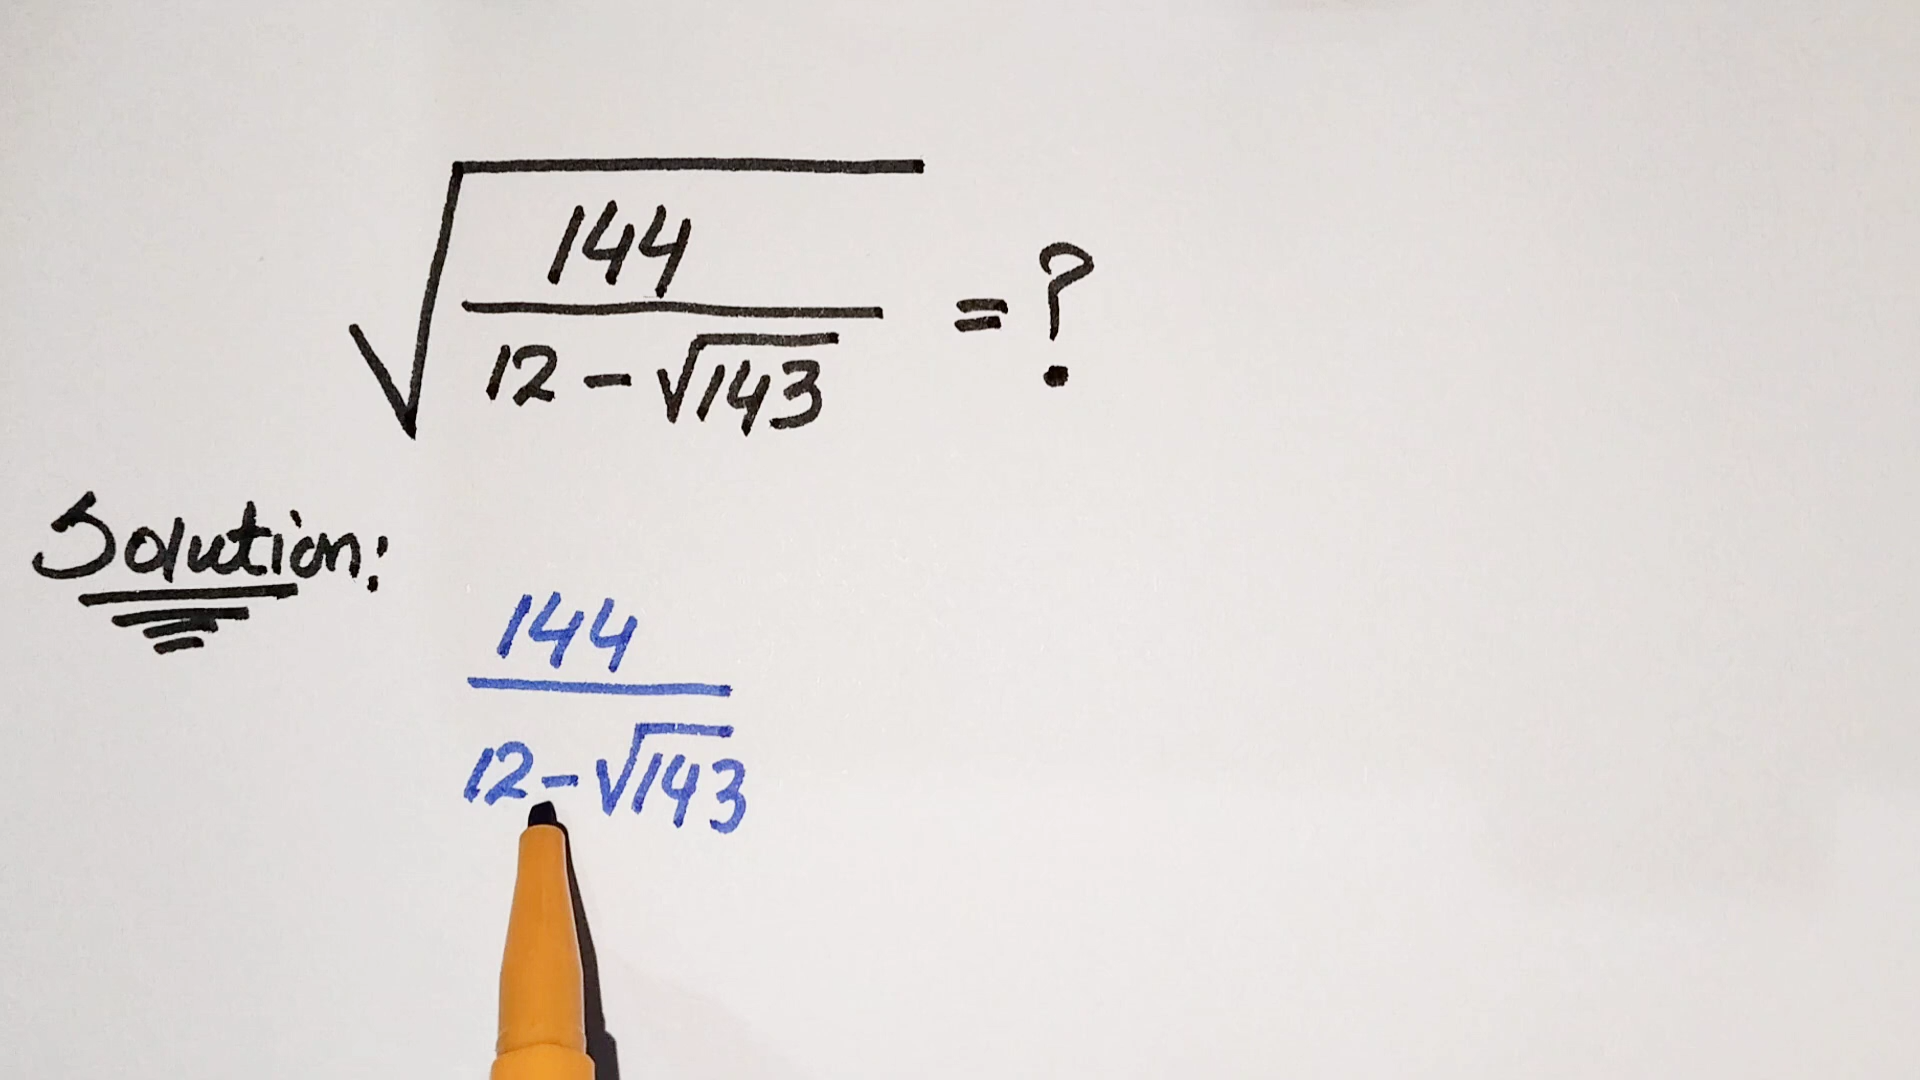 √(144 / (12 - √143)) = ?
Solution:
144
12 - √143